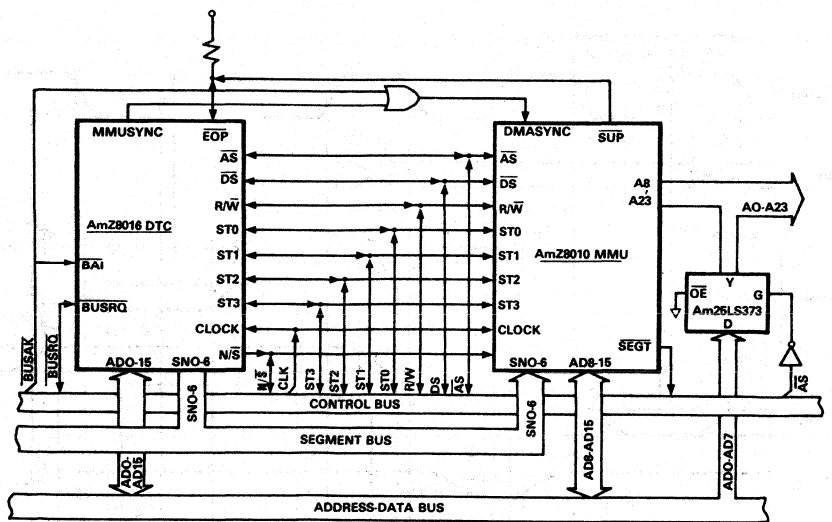 MMUSYNC
EOP
AS
DS
R/W
ST0
ST1
ST2
ST3
CLOCK
N/S
AmZ8016 DTC
BAI
BUSRQ
ADO-15
SNO-6
DMASYNC
SUP
AS
DS
R/W
ST0
ST1
ST2
ST3
CLOCK
AmZ8010 MMU
A8
A23
SEGT
SNO-6
AD8-15
AO-A23
Y
OE
G
Am25LS373
D
AS
BUSAK
BUSRQ
N/S
CLK
ST3
ST2
ST1
ST0
R/W
DS
AS
CONTROL BUS
SNO-6
SNO-6
SEGMENT BUS
ADO-
AD15
AD8-AD15
ADO-AD7
ADDRESS-DATA BUS